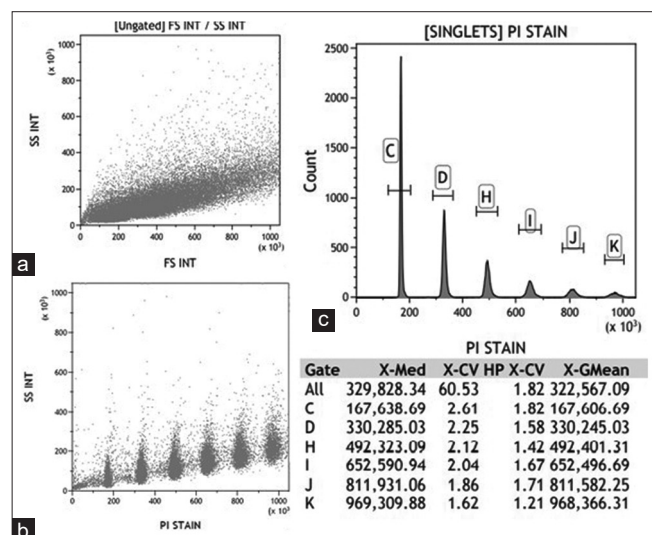 [Ungated] FS INT / SS INT
(x 10³)
1000
800
600
400
200
0
SS INT
0 200 400 600 800 1000
(x 10³)
FS INT
a
(x 10³)
1000
800
600
400
200
0
SS INT
0 200 400 600 800 1000
(x 10³)
PI STAIN
b
[SINGLETS] PI STAIN
2500
2000
1500
1000
500
0
Count
C
D
H
I
J
K
0 200 400 600 800 1000
(x 10³)
c
PI STAIN
Gate X-Med X-CV HP X-CV X-GMean
All 329,828.34 60.53 1.82 322,567.09
C 167,638.69 2.61 1.82 167,606.69
D 330,285.03 2.25 1.58 330,245.03
H 492,323.09 2.12 1.42 492,401.31
I 652,590.94 2.04 1.67 652,496.69
J 811,931.06 1.86 1.71 811,582.25
K 969,309.88 1.62 1.21 968,366.31